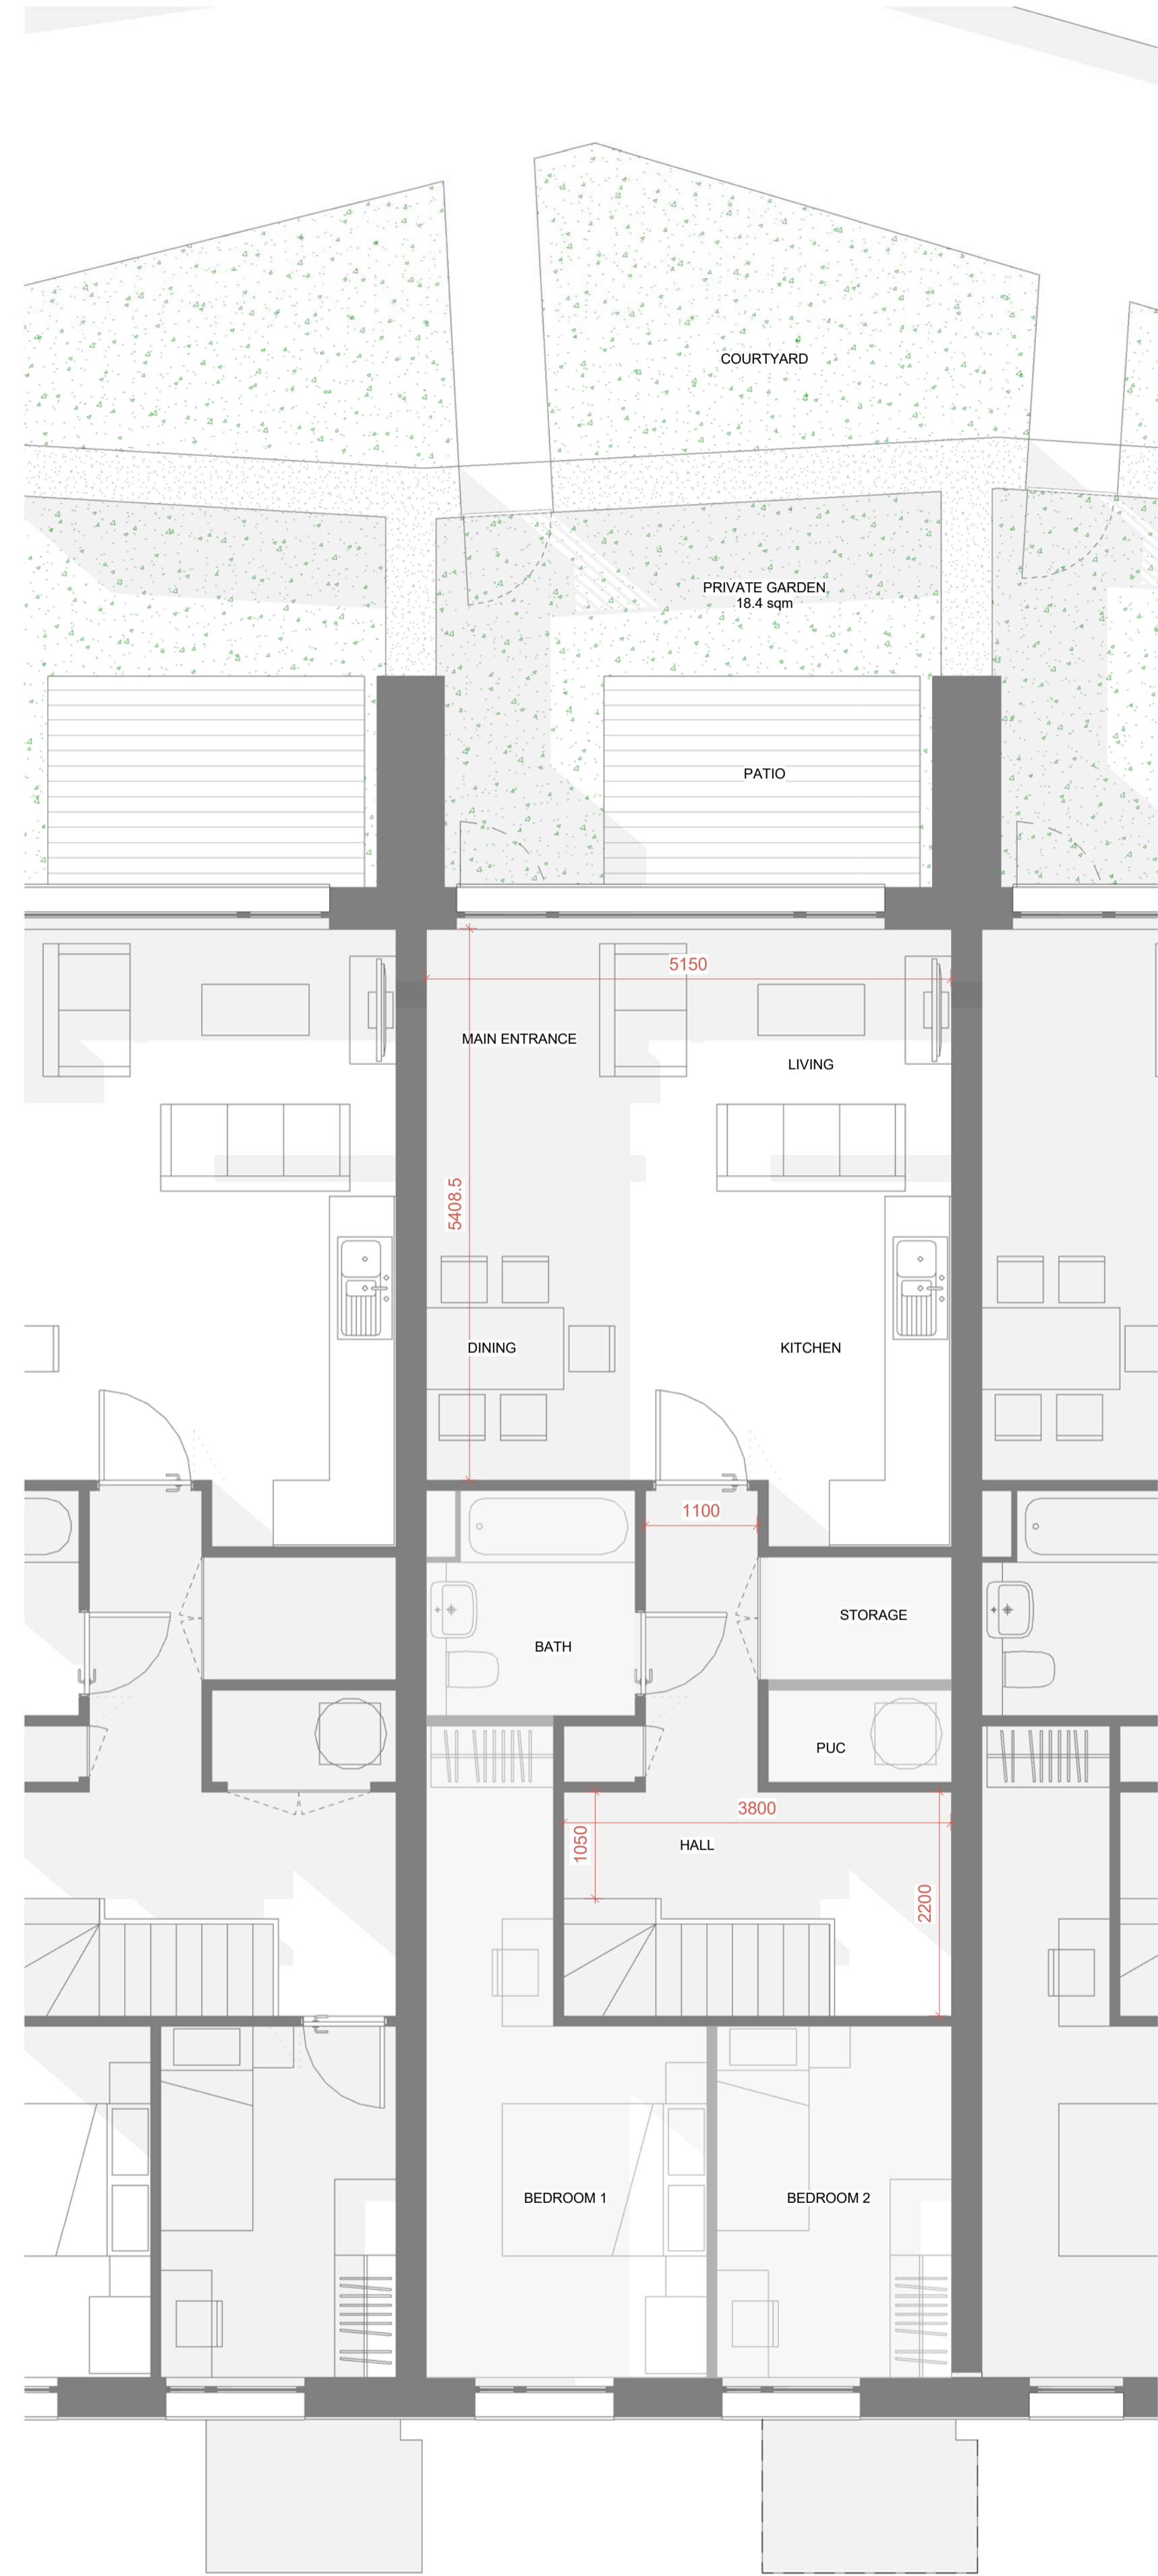 COURTYARD
PRIVATE GARDEN
18.4 sqm
PATIO
5150
MAIN ENTRANCE
LIVING
5408.5
DINING
KITCHEN
1100
STORAGE
BATH
PUC
3800
1050
HALL
2200
BEDROOM 1
BEDROOM 2